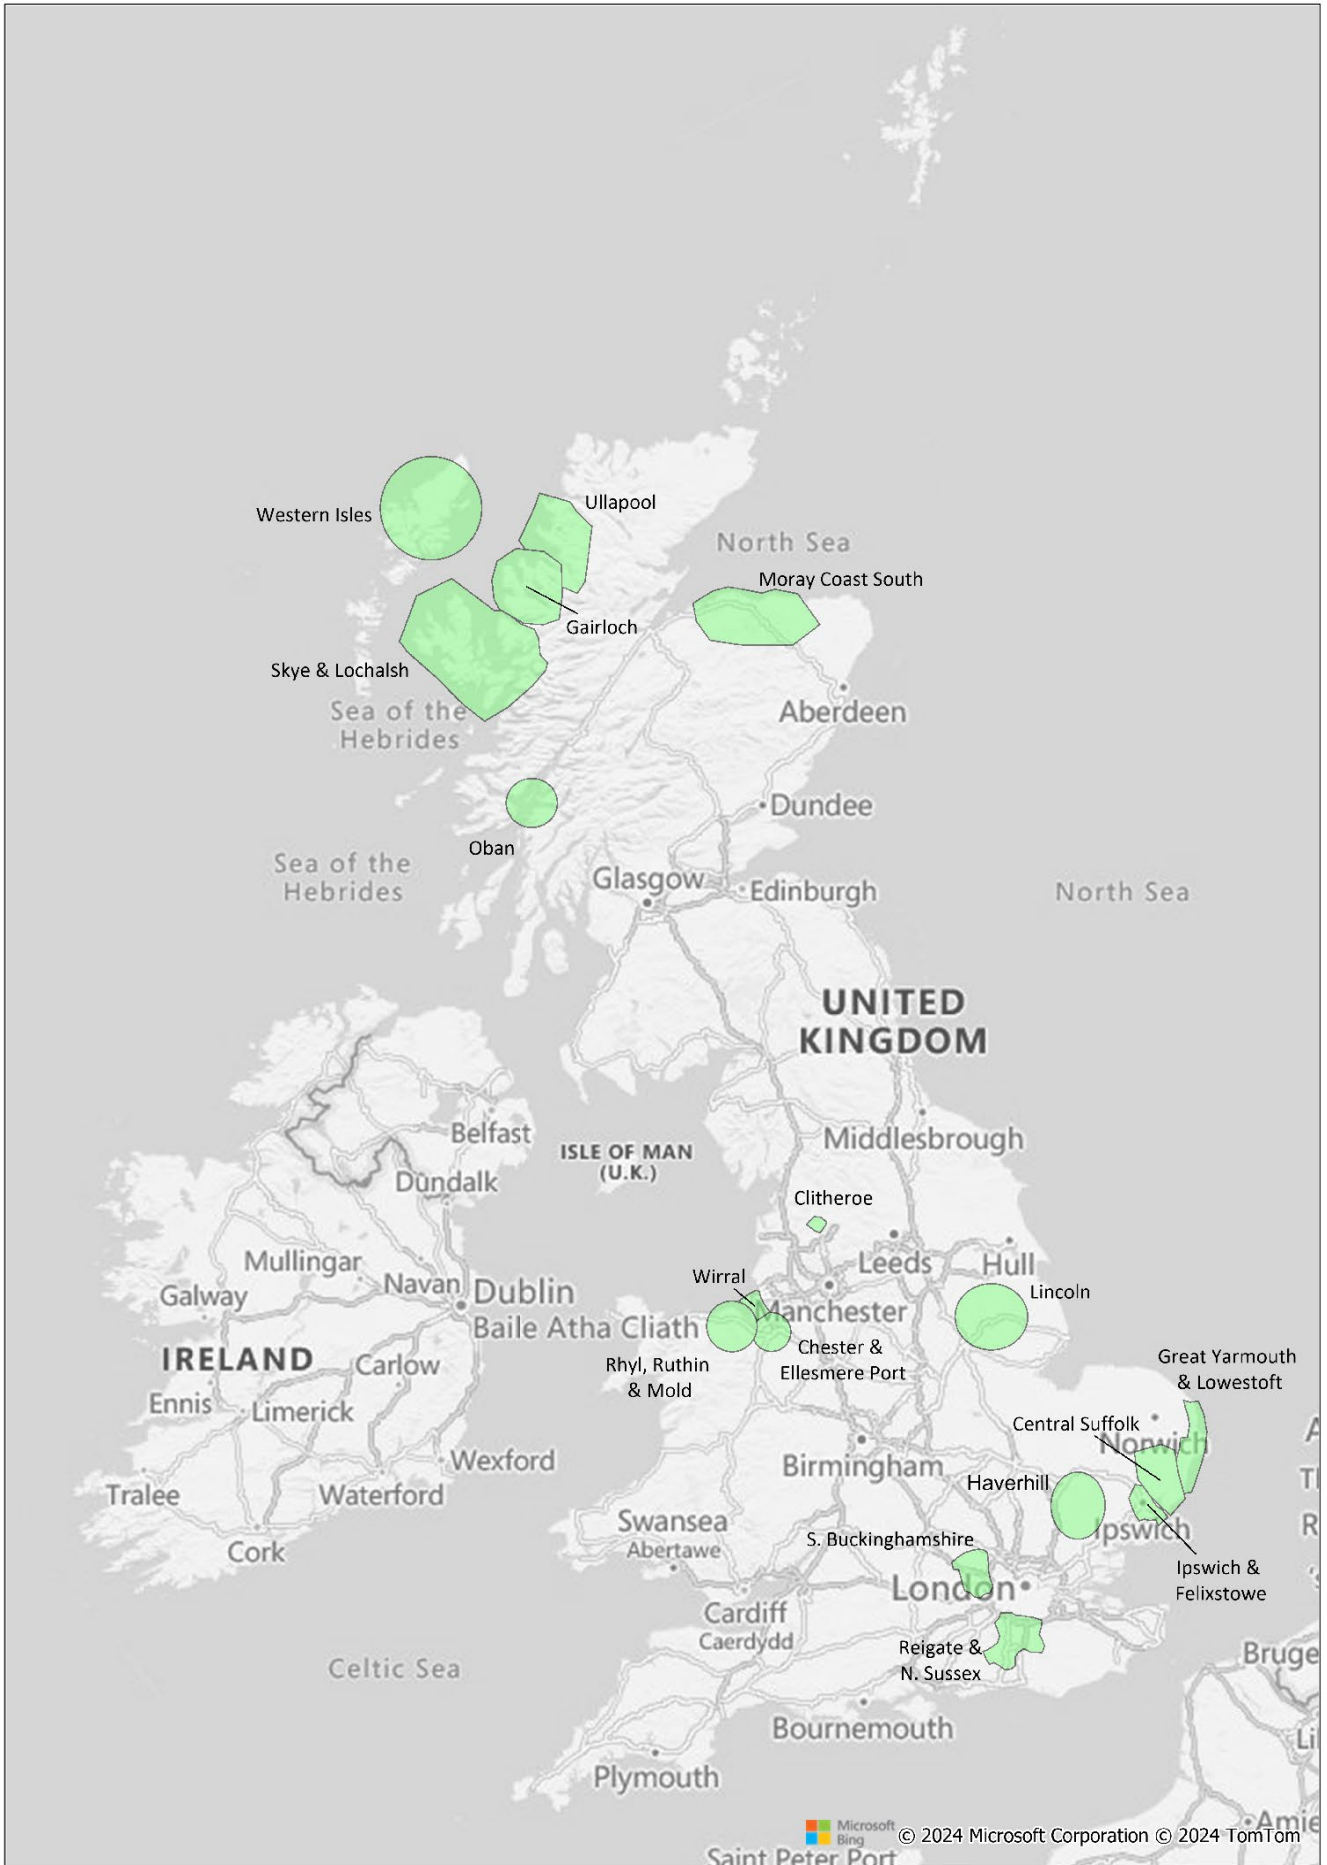 Ullapool
Western Isles
North Sea
Moray Coast South
Gairloch
Skye & Lochalsh
Sea of the
Hebrides
Aberdeen
Dundee
Oban
Sea of the
Hebrides
Glasgow
Edinburgh
North Sea
UNITED
KINGDOM
Belfast
ISLE OF MAN
(U.K.)
Middlesbrough
Dundalk
Clitheroe
Mullingar
Navan
Leeds
Hull
Wirral
Galway
Dublin
Baile Atha Cliath
Manchester
Lincoln
IRELAND
Carlow
Rhyl, Ruthin
& Mold
Chester &
Ellesmere Port
Great Yarmouth
& Lowestoft
Ennis
Limerick
Central Suffolk
Norwich
Wexford
Birmingham
Haverhill
Tralee
Waterford
Swansea
Abertawe
Ipswich
Cork
S. Buckinghamshire
Ipswich &
Felixstowe
London
Cardiff
Caerdydd
Reigate &
N. Sussex
Celtic Sea
Bruge
Bournemouth
Plymouth
Li
Amie
Microsoft
Bing
© 2024 Microsoft Corporation © 2024 TomTom
Saint Peter Port